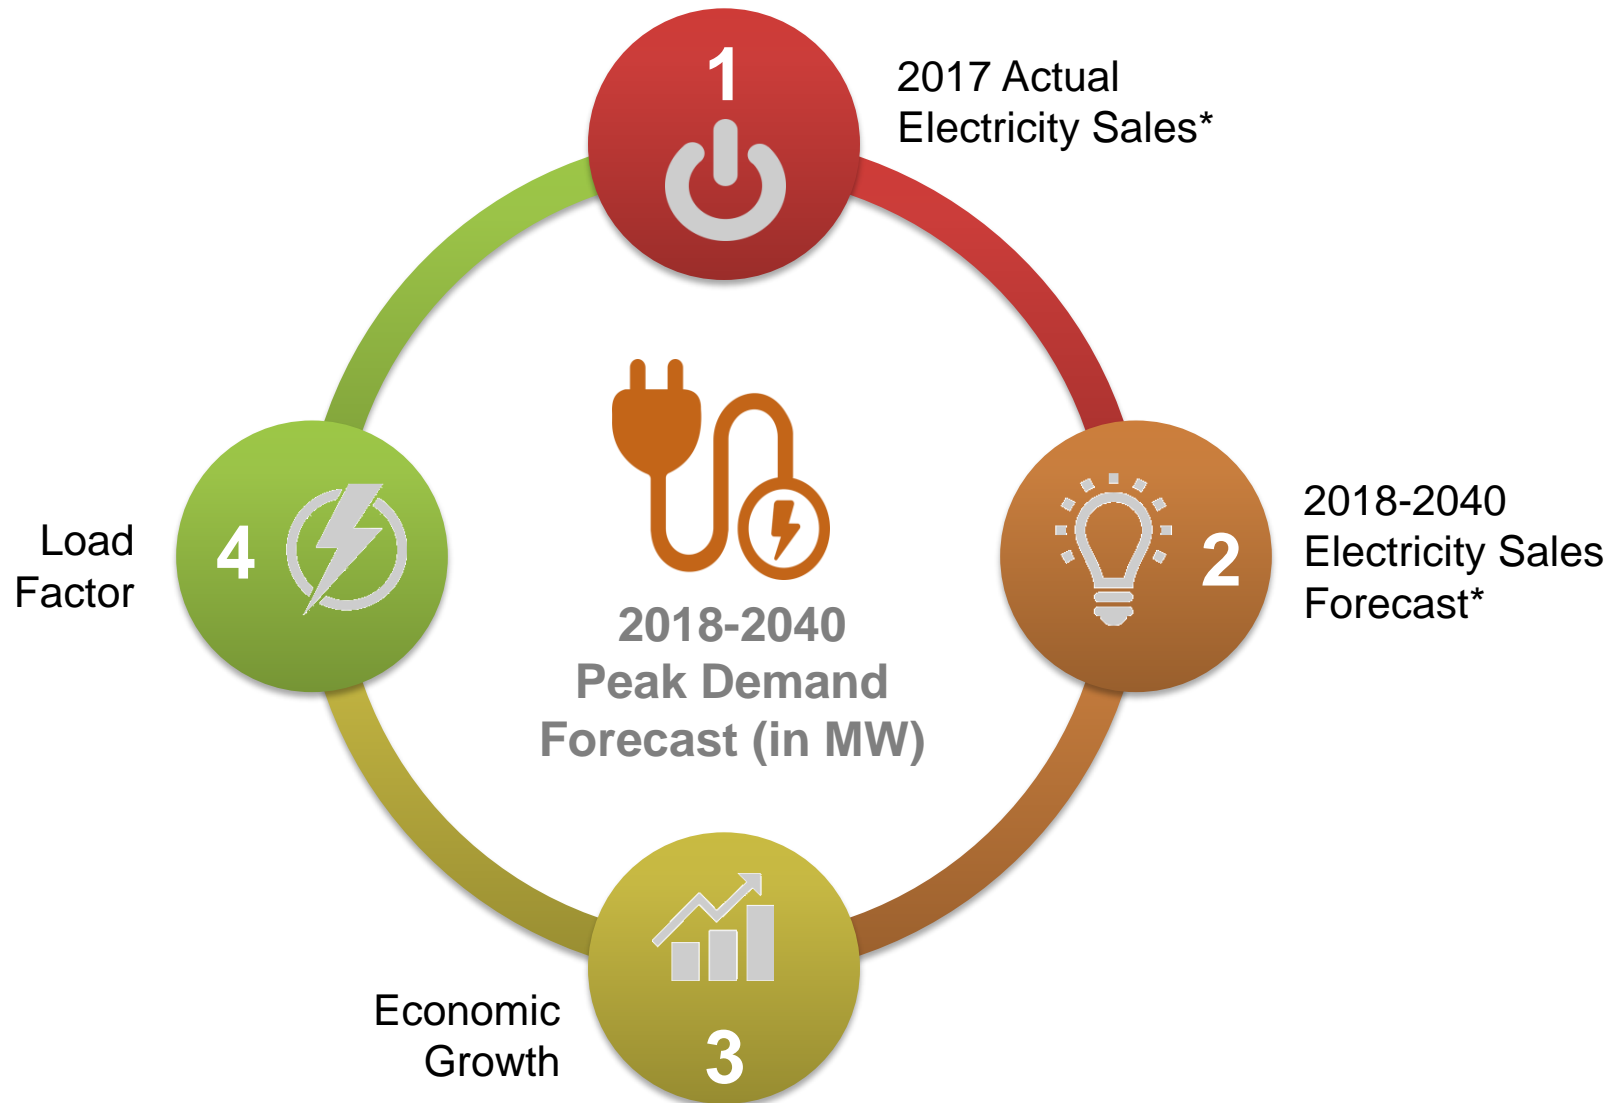 1
2017 Actual
Electricity Sales*
2
2018-2040
Electricity Sales
Forecast*
3
Economic
Growth
4
Load
Factor
2018-2040
Peak Demand
Forecast (in MW)